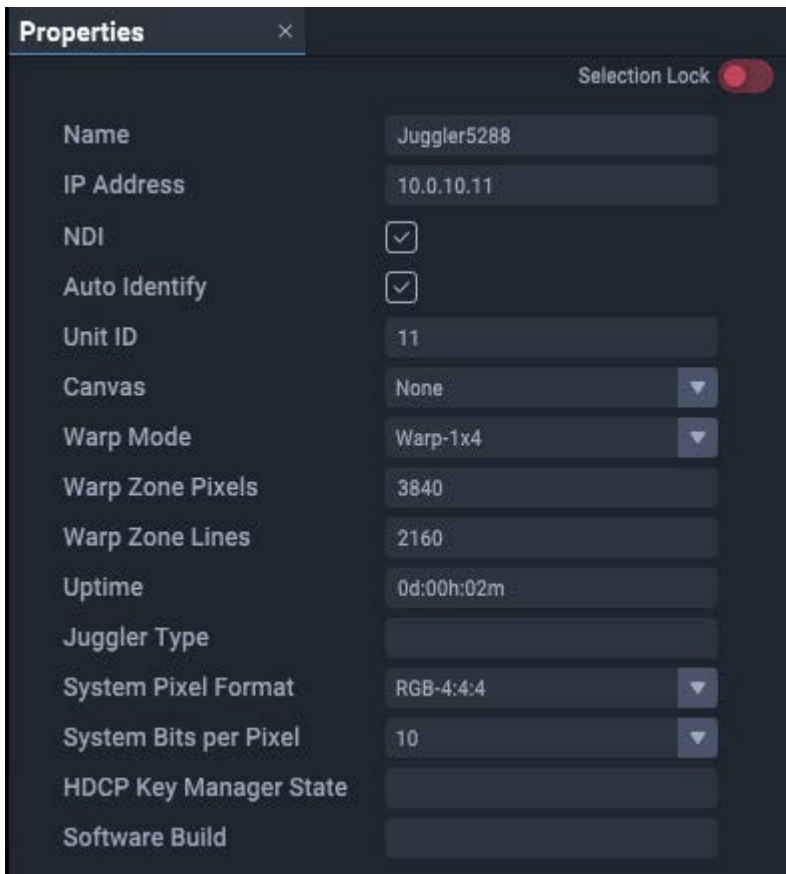 Properties ×
Selection Lock
Name Juggler5288
IP Address 10.0.10.11
NDI
Auto Identify
Unit ID 11
Canvas None
Warp Mode Warp-1x4
Warp Zone Pixels 3840
Warp Zone Lines 2160
Uptime 0d:00h:02m
Juggler Type
System Pixel Format RGB-4:4:4
System Bits per Pixel 10
HDCP Key Manager State
Software Build